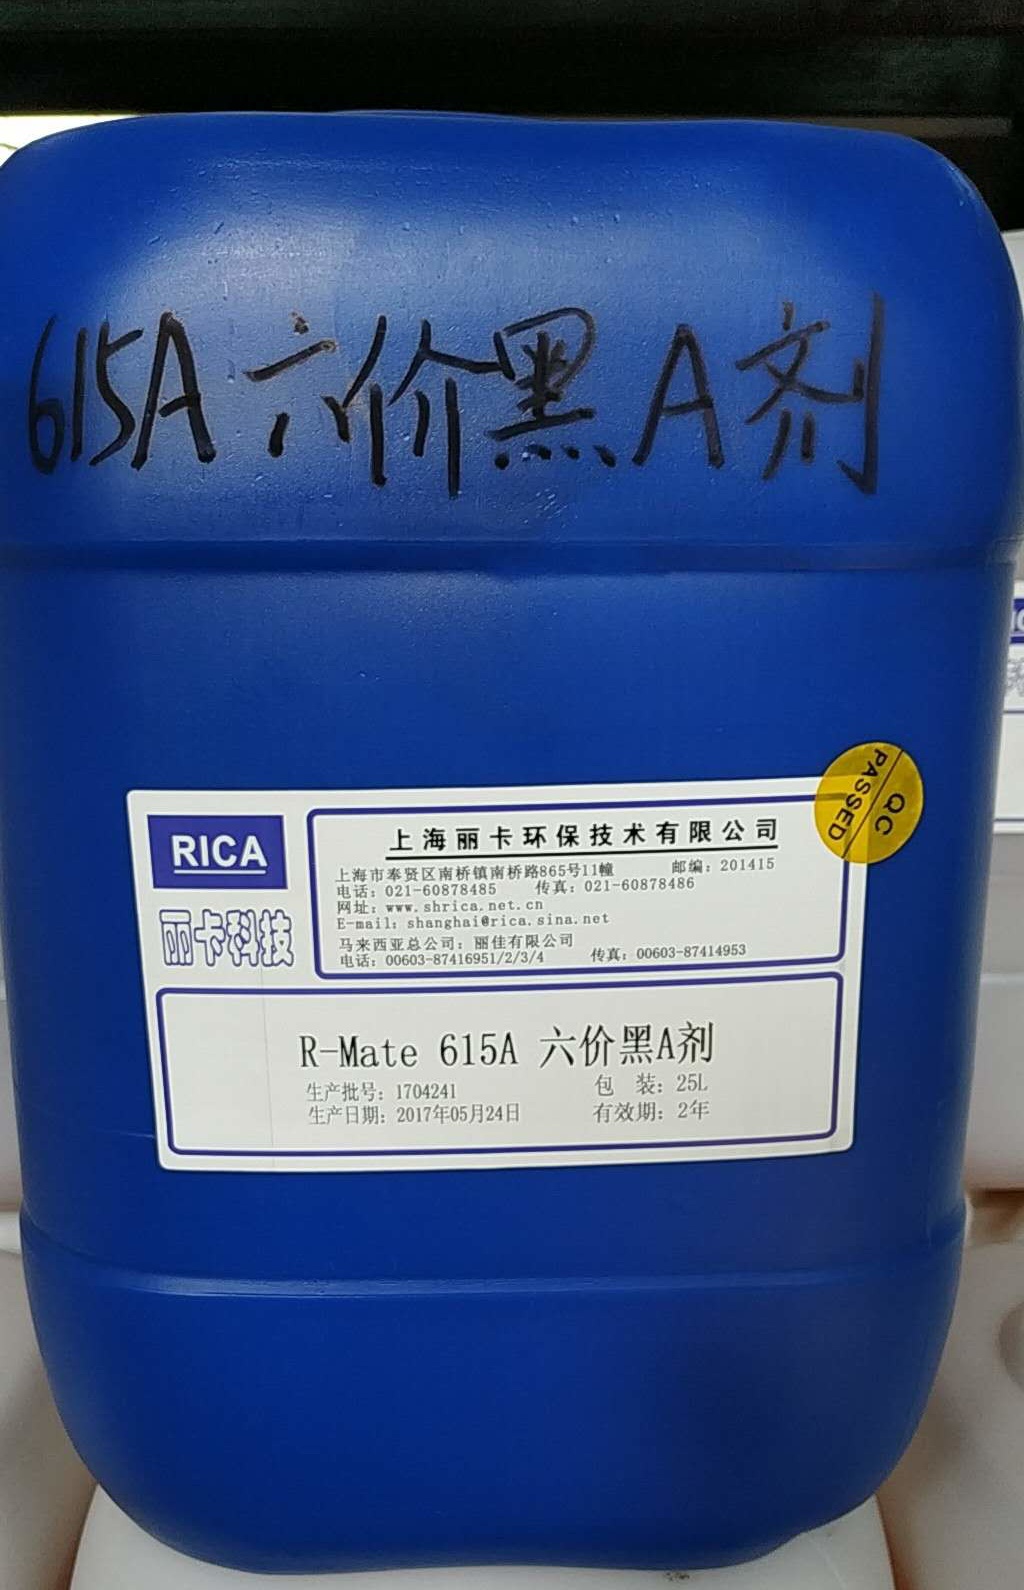 615A 六价黑 A 剂
QC
PASSED
RICA
丽卡科技
上海丽卡环保技术有限公司
上海市奉贤区南桥镇南桥路865号11幢 邮编: 201415
电话: 021-60878485 传真: 021-60878486
网址: www.shrica.net.cn
E-mail: shanghai@rica.sina.net
马来西亚总公司: 丽佳有限公司
电话: 00603-87416951/2/3/4 传真: 00603-87414953
R-Mate 615A 六价黑A剂
生产批号: 1704241 包 装: 25L
生产日期: 2017年05月24日 有效期: 2年